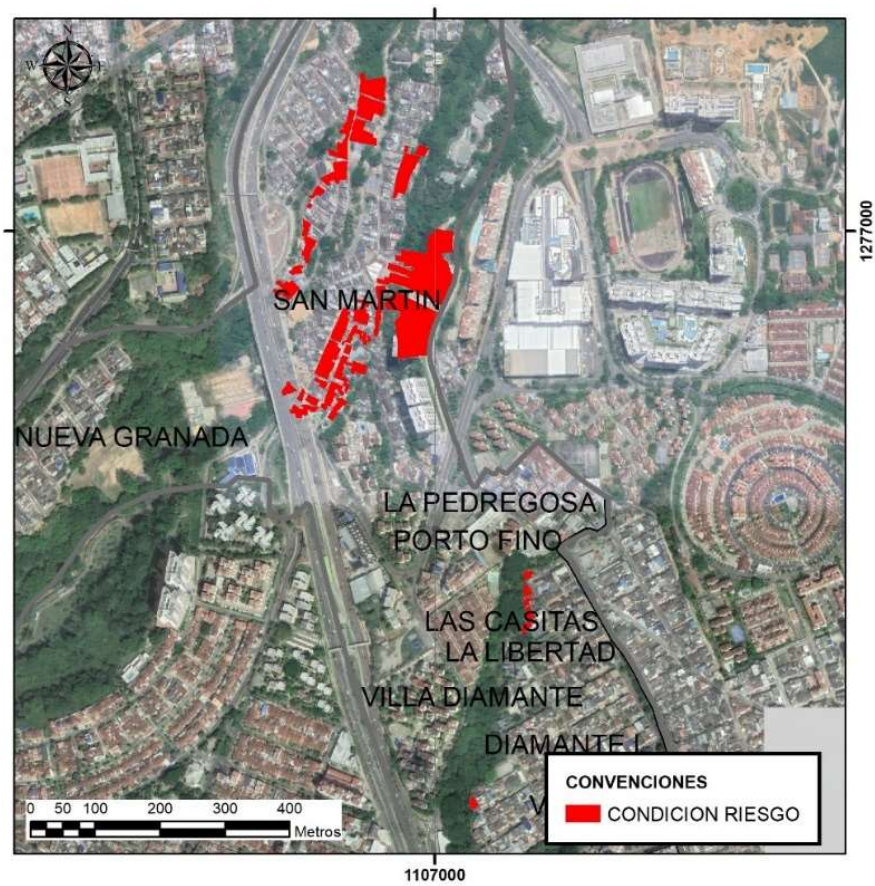 N
W
E
S
1277000
SAN MARTIN
NUEVA GRANADA
LA PEDREGOSA
PORTO FINO
LAS CASITAS
LA LIBERTAD
VILLA DIAMANTE
DIAMANTE I
V
CONVENCIONES
CONDICION RIESGO
0 50 100 200 300 400
Metros
1107000